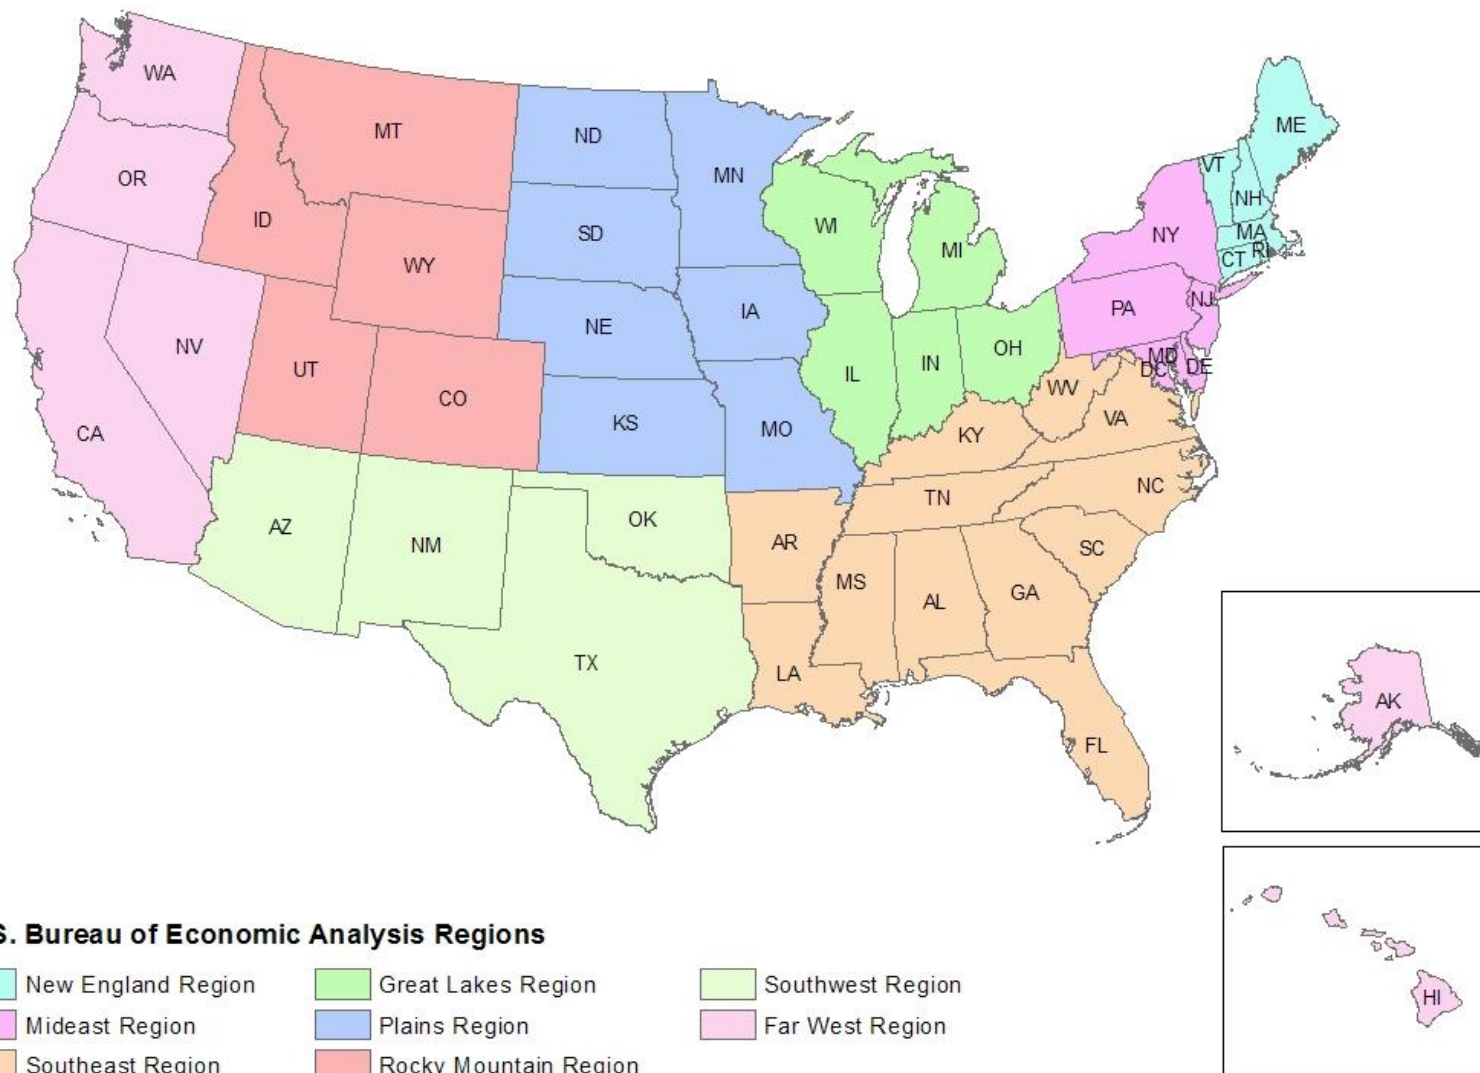 WA
MT
ND
MN
ME
OR
ID
SD
WI
MI
VT
NH
NY
MA
CT
RI
WY
NE
IA
PA
NJ
NV
UT
CO
KS
MO
IL
IN
OH
MD
DC
DE
WV
VA
CA
KY
AZ
NM
OK
AR
TN
NC
SC
MS
AL
GA
TX
LA
FL
AK
HI
S. Bureau of Economic Analysis Regions
New England Region
Great Lakes Region
Southwest Region
Mideast Region
Plains Region
Far West Region
Southeast Region
Rocky Mountain Region